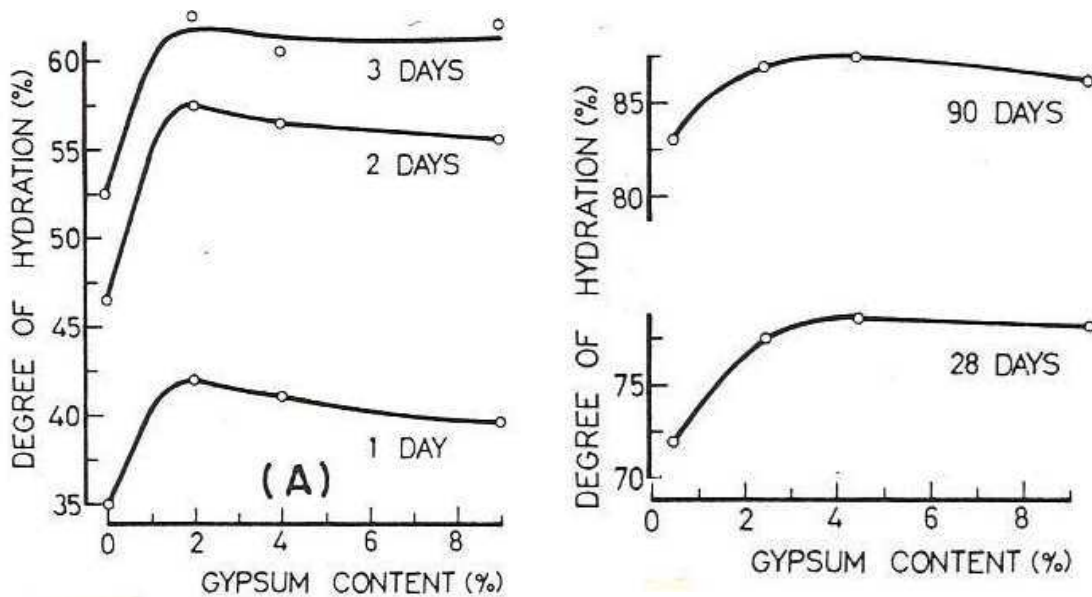 DEGREE OF HYDRATION (%)
60
55
50
45
40
35
3 DAYS
2 DAYS
1 DAY
(A)
0 2 4 6 8
GYPSUM CONTENT (%)
DEGREE OF HYDRATION (%)
85
80
75
70
90 DAYS
28 DAYS
0 2 4 6 8
GYPSUM CONTENT (%)